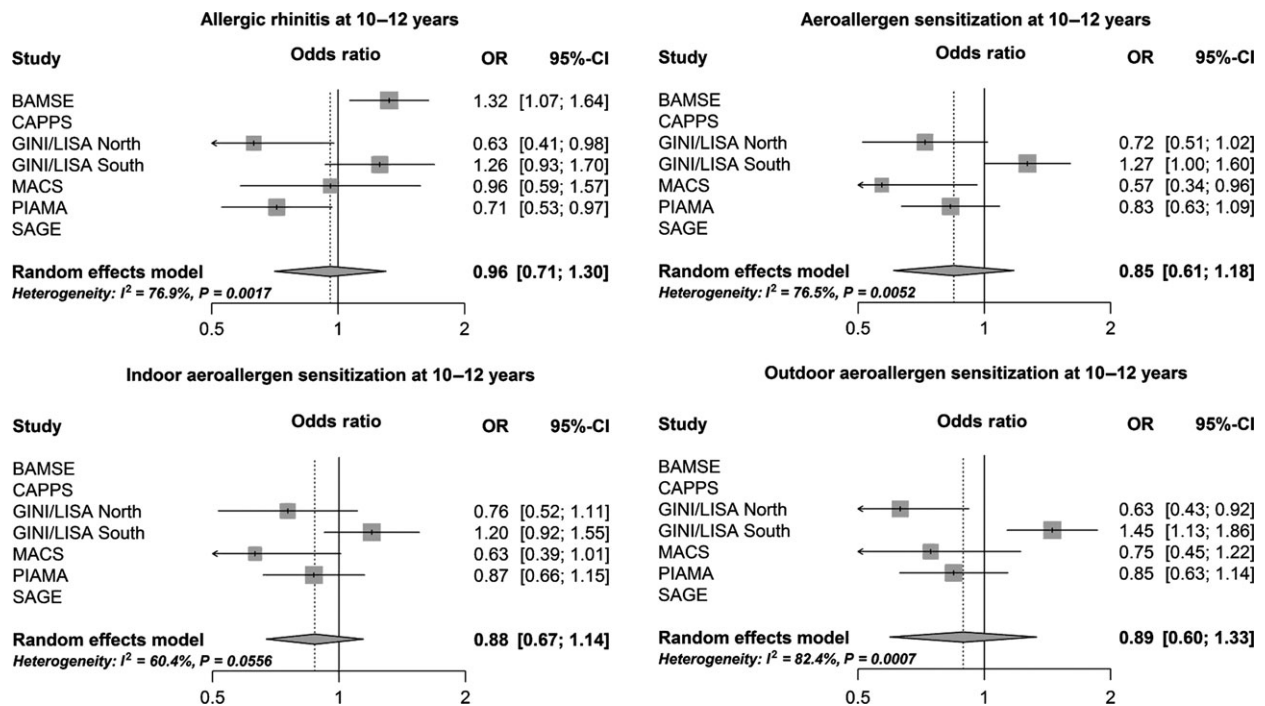 Allergic rhinitis at 10–12 years
Study Odds ratio OR 95%-CI
BAMSE 1.32 [1.07; 1.64]
CAPPS
GINI/LISA North 0.63 [0.41; 0.98]
GINI/LISA South 1.26 [0.93; 1.70]
MACS 0.96 [0.59; 1.57]
PIAMA 0.71 [0.53; 0.97]
SAGE
Random effects model 0.96 [0.71; 1.30]
Heterogeneity: I² = 76.9%, P = 0.0017
0.5 1 2
Aeroallergen sensitization at 10–12 years
Study Odds ratio OR 95%-CI
BAMSE
CAPPS
GINI/LISA North 0.72 [0.51; 1.02]
GINI/LISA South 1.27 [1.00; 1.60]
MACS 0.57 [0.34; 0.96]
PIAMA 0.83 [0.63; 1.09]
SAGE
Random effects model 0.85 [0.61; 1.18]
Heterogeneity: I² = 76.5%, P = 0.0052
0.5 1 2
Indoor aeroallergen sensitization at 10–12 years
Study Odds ratio OR 95%-CI
BAMSE
CAPPS
GINI/LISA North 0.76 [0.52; 1.11]
GINI/LISA South 1.20 [0.92; 1.55]
MACS 0.63 [0.39; 1.01]
PIAMA 0.87 [0.66; 1.15]
SAGE
Random effects model 0.88 [0.67; 1.14]
Heterogeneity: I² = 60.4%, P = 0.0556
0.5 1 2
Outdoor aeroallergen sensitization at 10–12 years
Study Odds ratio OR 95%-CI
BAMSE
CAPPS
GINI/LISA North 0.63 [0.43; 0.92]
GINI/LISA South 1.45 [1.13; 1.86]
MACS 0.75 [0.45; 1.22]
PIAMA 0.85 [0.63; 1.14]
SAGE
Random effects model 0.89 [0.60; 1.33]
Heterogeneity: I² = 82.4%, P = 0.0007
0.5 1 2